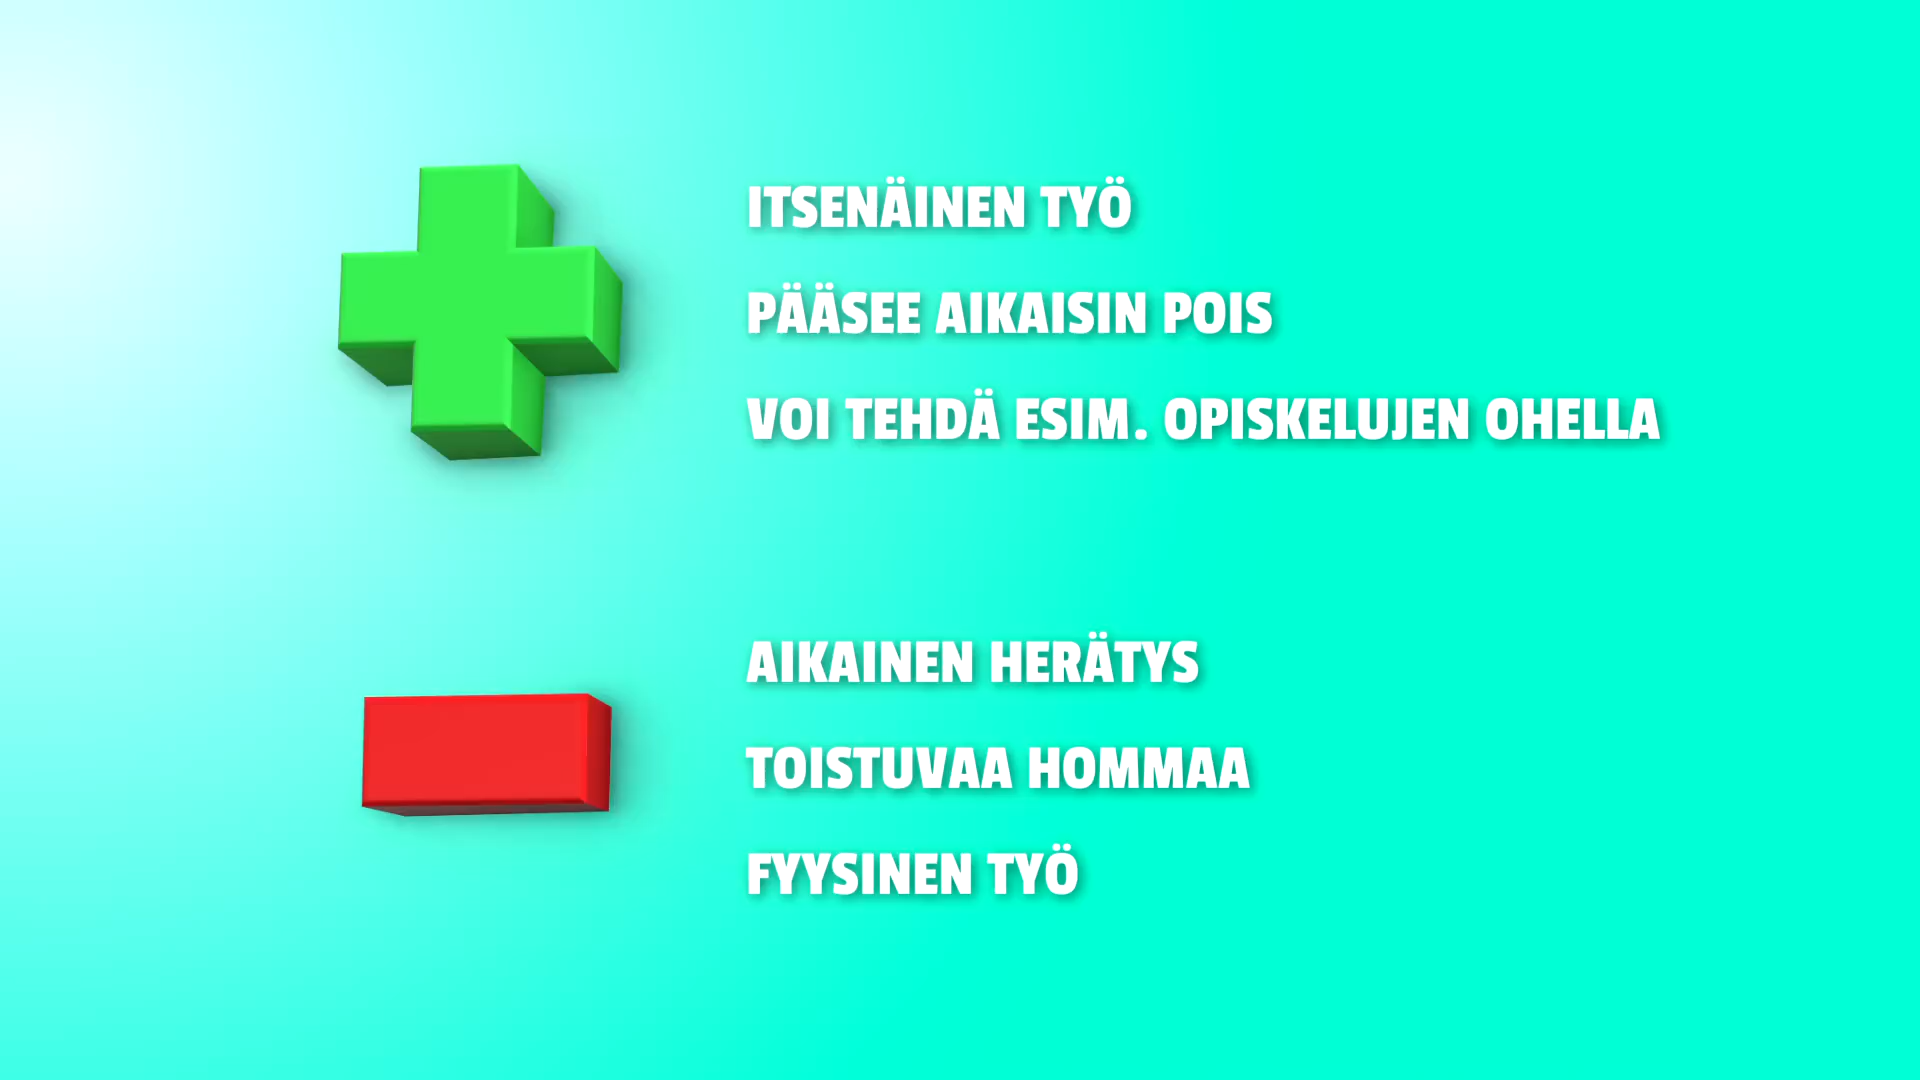 ITSENÄINEN TYÖ
PÄÄSEE AIKAISIN POIS
VOI TEHDÄ ESIM. OPISKELUJEN OHELLA
AIKAINEN HERÄTYS
TOISTUVAA HOMMAA
FYYSINEN TYÖ